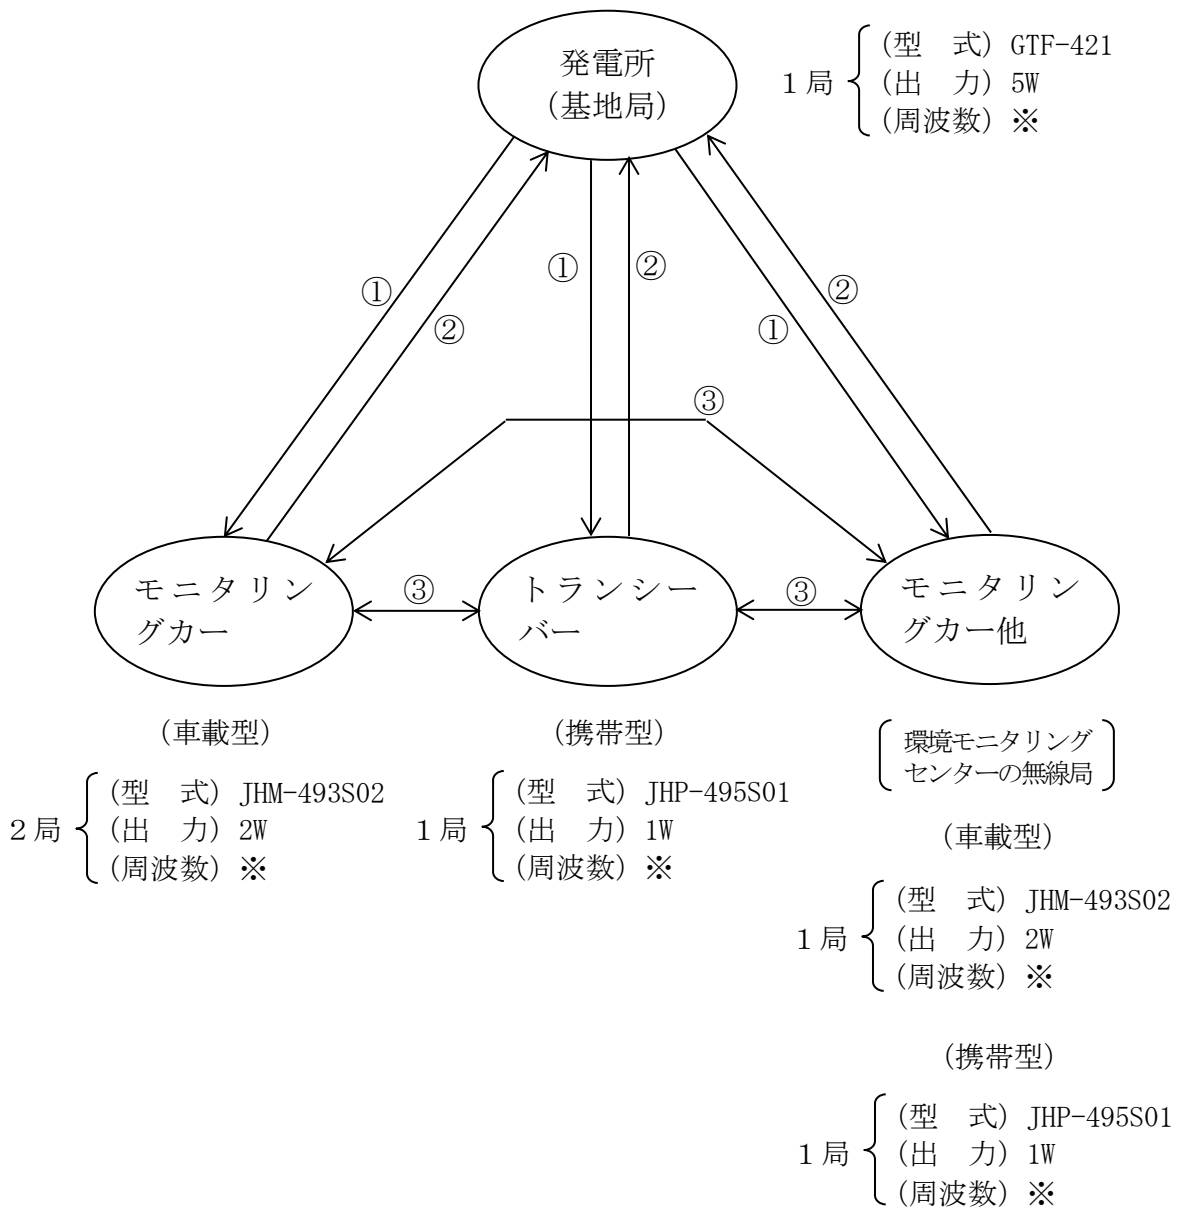 発電所
(基地局)
1局
(型　式) GTF-421
(出　力) 5W
(周波数) ※
①
②
①
②
①
②
③
モニタリン
グカー
③
トランシー
バー
③
モニタリン
グカー他
(車載型)
2局
(型　式) JHM-493S02
(出　力) 2W
(周波数) ※
(携帯型)
1局
(型　式) JHP-495S01
(出　力) 1W
(周波数) ※
環境モニタリング
センターの無線局
(車載型)
1局
(型　式) JHM-493S02
(出　力) 2W
(周波数) ※
(携帯型)
1局
(型　式) JHP-495S01
(出　力) 1W
(周波数) ※